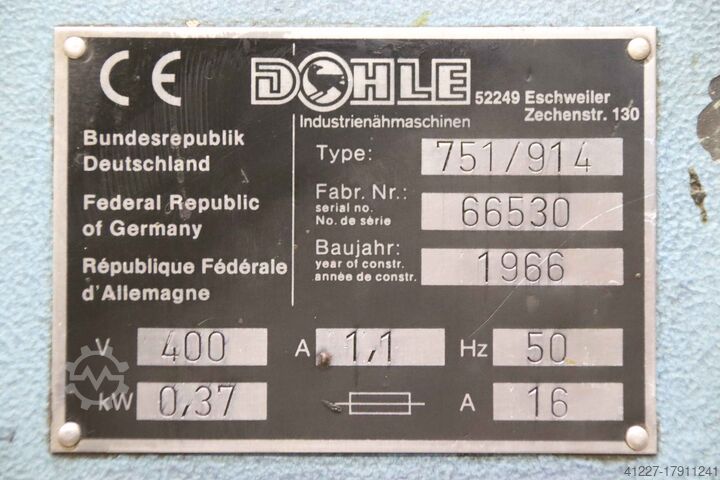 CE DOHLE
52249 Eschweiler
Zechenstr. 130
Industrienähmaschinen
Bundesrepublik
Deutschland
Federal Republic
of Germany
République Fédérale
d'Allemagne
Type: 751/914
Fabr. Nr.: 66530
serial no.
No. de série
Baujahr: 1966
year of constr.
année de constr.
V 400 A 1,1 Hz 50
kW 0,37 A 16
41227-17911241